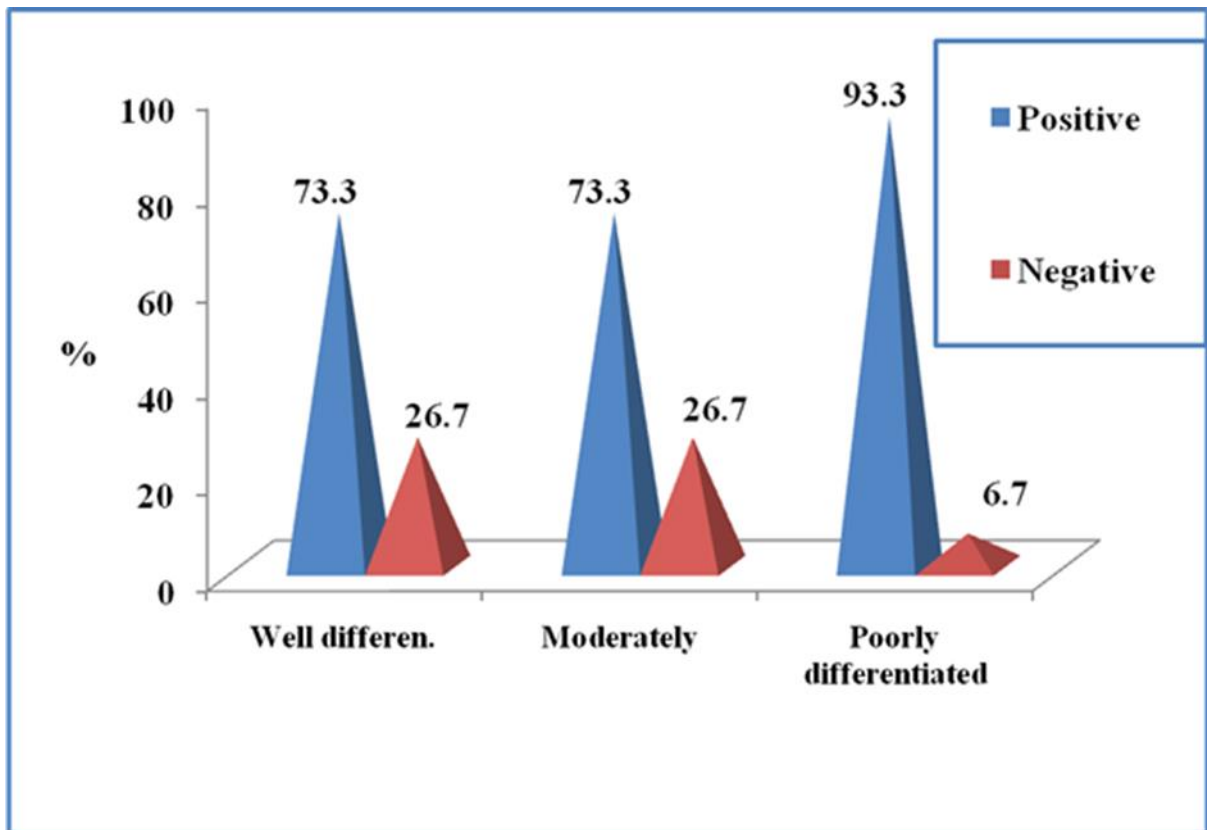 Positive
Negative
%
100
80
60
40
20
0
73.3
26.7
73.3
26.7
93.3
6.7
Well differen.
Moderately
Poorly
differentiated